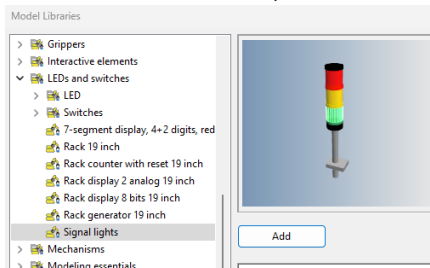 Model Libraries
Grippers
Interactive elements
LEDs and switches
LED
Switches
7-segment display, 4+2 digits, red
Rack 19 inch
Rack counter with reset 19 inch
Rack display 2 analog 19 inch
Rack display 8 bits 19 inch
Rack generator 19 inch
Signal lights
Mechanisms
Modeling essentials
Add